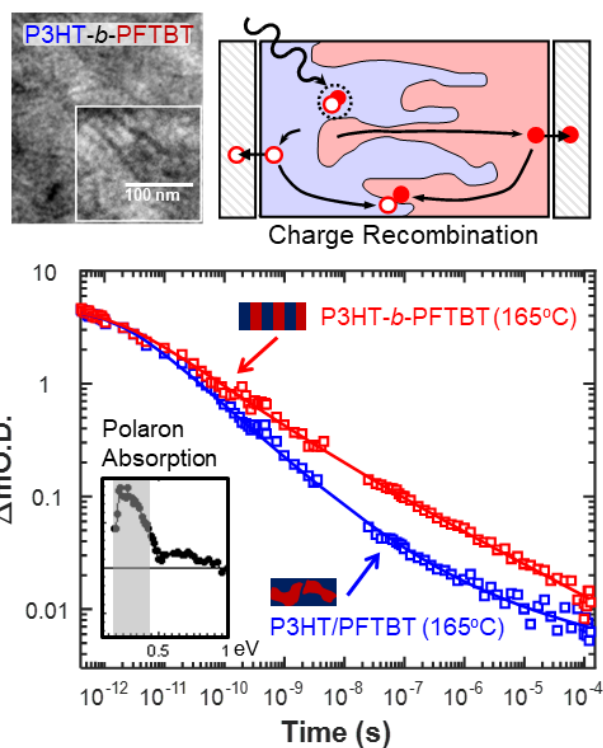 P3HT-b-PFTBT
100 nm
Charge Recombination
10
1
0.1
0.01
ΔmO.D.
P3HT-b-PFTBT (165°C)
Polaron
Absorption
0.5
1 eV
P3HT/PFTBT (165°C)
10⁻¹² 10⁻¹¹ 10⁻¹⁰ 10⁻⁹ 10⁻⁸ 10⁻⁷ 10⁻⁶ 10⁻⁵ 10⁻⁴
Time (s)